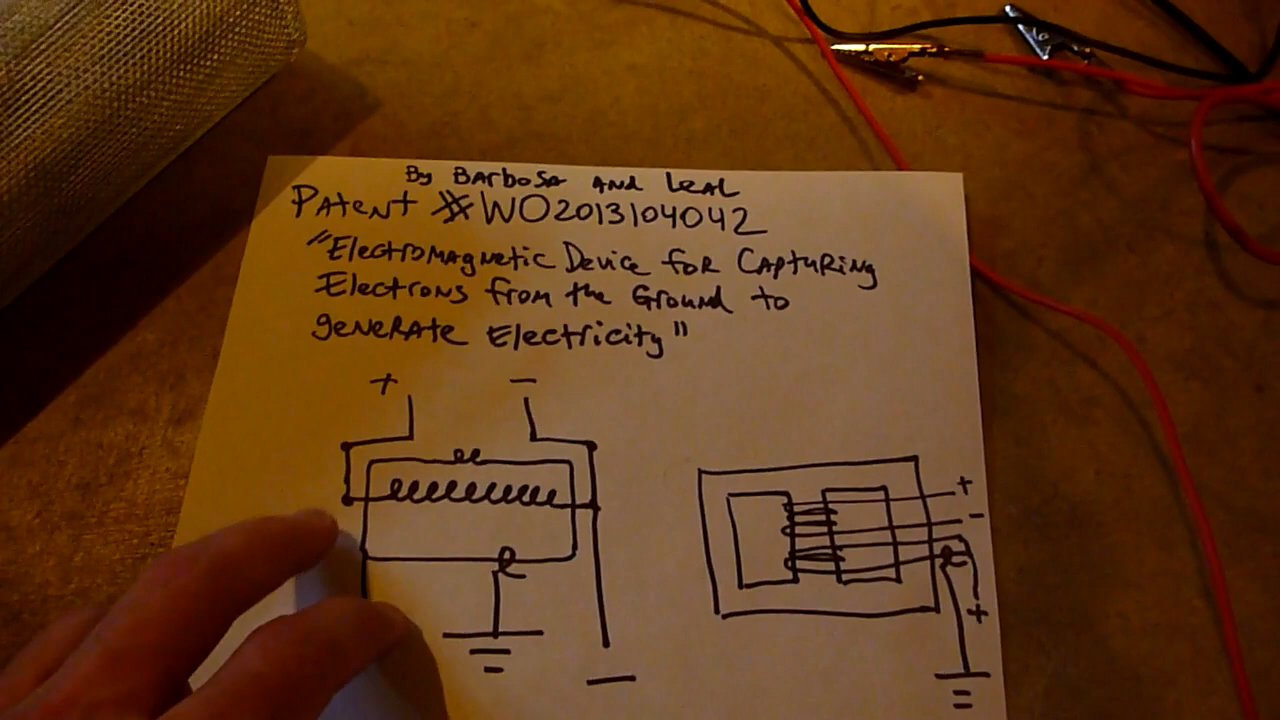 By Barbosa and Leal
Patent #WO2013104042
"Electromagnetic Device for Capturing
Electrons from the Ground to
generate Electricity"
+ −
+
−
+
−